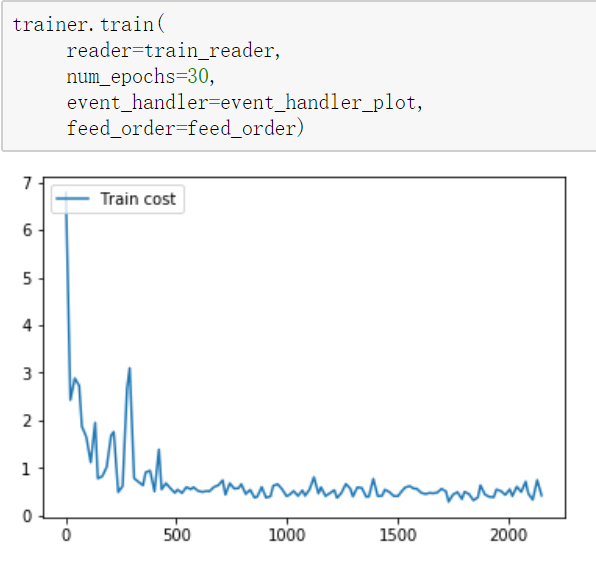 trainer.train(
reader=train_reader,
num_epochs=30,
event_handler=event_handler_plot,
feed_order=feed_order)
Train cost
7
6
5
4
3
2
1
0
0 500 1000 1500 2000